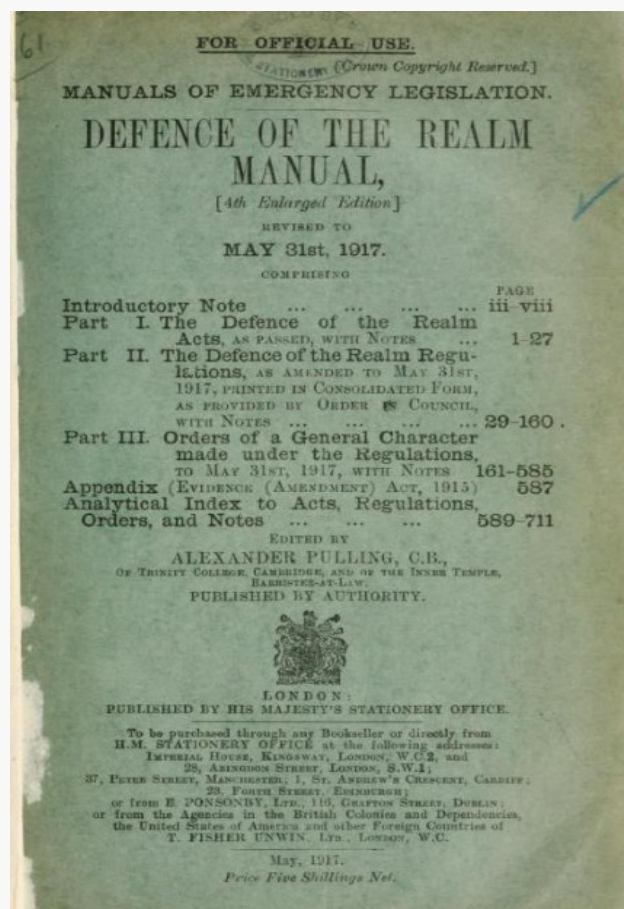 61
FOR OFFICIAL USE.
STATIONERY
[Crown Copyright Reserved.]
MANUALS OF EMERGENCY LEGISLATION.
DEFENCE OF THE REALM
MANUAL,
[4th Enlarged Edition]
REVISED TO
MAY 31st, 1917.
COMPRISING
PAGE
Introductory Note ... ... ... ... iii-viii
Part I. The Defence of the Realm
Acts, AS PASSED, WITH NOTES ... 1-27
Part II. The Defence of the Realm Regu-
lations, AS AMENDED TO MAY 31ST,
1917, PRINTED IN CONSOLIDATED FORM,
AS PROVIDED BY ORDER IN COUNCIL,
WITH NOTES ... ... ... ... 29-160.
Part III. Orders of a General Character
made under the Regulations,
TO MAY 31ST, 1917, WITH NOTES 161-585
Appendix (EVIDENCE (AMENDMENT) ACT, 1915) 587
Analytical Index to Acts, Regulations,
Orders, and Notes ... ... ... 589-711
EDITED BY
ALEXANDER PULLING, C.B.,
OF TRINITY COLLEGE, CAMBRIDGE, AND OF THE INNER TEMPLE,
BARRISTER-AT-LAW.
PUBLISHED BY AUTHORITY.
LONDON:
PUBLISHED BY HIS MAJESTY'S STATIONERY OFFICE.
To be purchased through any Bookseller or directly from
H.M. STATIONERY OFFICE at the following addresses:
IMPERIAL HOUSE, KINGSWAY, LONDON, W.C.2, and
28, ABINGDON STREET, LONDON, S.W.1;
37, PETER STREET, MANCHESTER; 1, ST. ANDREW'S CRESCENT, CARDIFF;
23, FORTH STREET, EDINBURGH;
or from E. PONSONBY, LTD., 116, GRAFTON STREET, DUBLIN;
or from the Agencies in the British Colonies and Dependencies,
the United States of America and other Foreign Countries of
T. FISHER UNWIN, LTD., LONDON, W.C.
May, 1917.
Price Five Shillings Net.